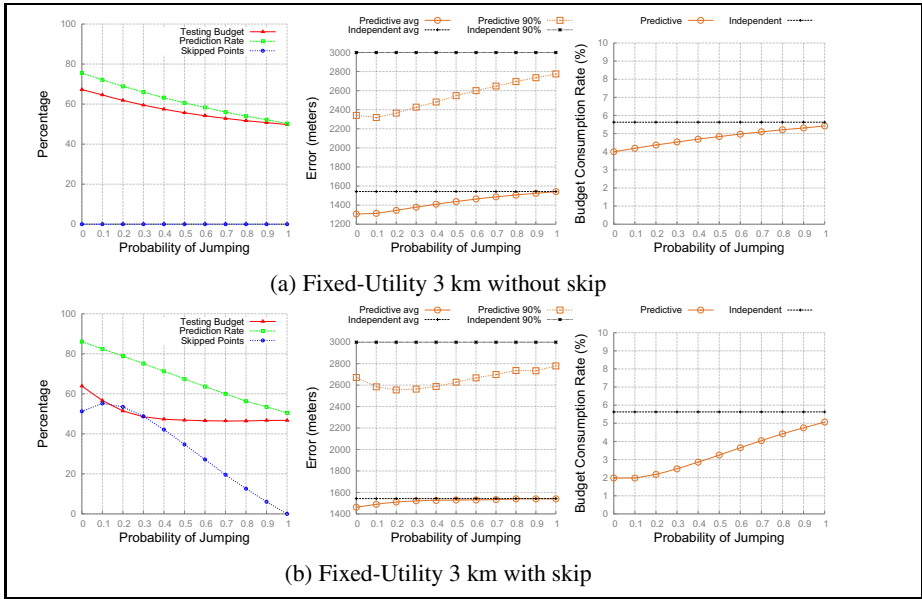 Testing Budget
Prediction Rate
Skipped Points
Percentage
100
80
60
40
20
0
0 0.1 0.2 0.3 0.4 0.5 0.6 0.7 0.8 0.9 1
Probability of Jumping
Predictive avg
Independent avg
Predictive 90%
Independent 90%
Error (meters)
3000
2800
2600
2400
2200
2000
1800
1600
1400
1200
0 0.1 0.2 0.3 0.4 0.5 0.6 0.7 0.8 0.9 1
Probability of Jumping
Predictive
Independent
Budget Consumption Rate (%)
10
9
8
7
6
5
4
3
2
1
0
0 0.1 0.2 0.3 0.4 0.5 0.6 0.7 0.8 0.9 1
Probability of Jumping
(a) Fixed-Utility 3 km without skip
Testing Budget
Prediction Rate
Skipped Points
Percentage
100
80
60
40
20
0
0 0.1 0.2 0.3 0.4 0.5 0.6 0.7 0.8 0.9 1
Probability of Jumping
Predictive avg
Independent avg
Predictive 90%
Independent 90%
Error (meters)
3000
2800
2600
2400
2200
2000
1800
1600
1400
0 0.1 0.2 0.3 0.4 0.5 0.6 0.7 0.8 0.9 1
Probability of Jumping
Predictive
Independent
Budget Consumption Rate (%)
10
9
8
7
6
5
4
3
2
1
0
0 0.1 0.2 0.3 0.4 0.5 0.6 0.7 0.8 0.9 1
Probability of Jumping
(b) Fixed-Utility 3 km with skip